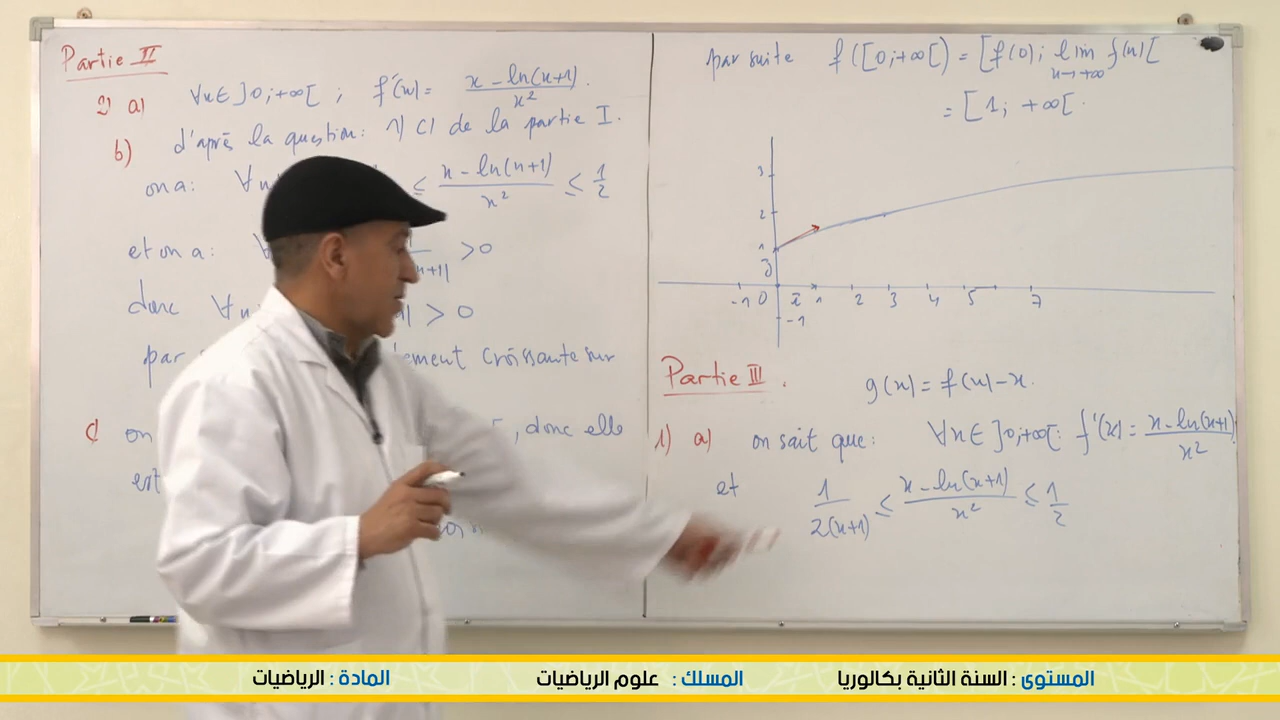 Partie II
2) a) ∀x∈]0;+∞[ ; f'(x)= (x - ln(x+1))/x²
b) d'après la question: 1) c) de la partie I.
on a: ≤ (x - ln(x+1))/x² ≤ 1/2
et on a: >0
donc > 0
par croissante sur
c) on , donc elle
est
par suite f([0;+∞[) = [f(0); lim f(x)[
x→+∞
= [1; +∞[.
3
2
1
j
-1 0 i 1 2 3 4 5 7
-1
Partie III . g(x) = f(x) - x.
1) a) on sait que: ∀x∈]0;+∞[: f'(x) = (x - ln(x+1))/x²
et 1/(2(x+1)) ≤ (x - ln(x+1))/x² ≤ 1/2
المستوى : السنة الثانية بكالوريا المسلك : علوم الرياضيات المادة : الرياضيات